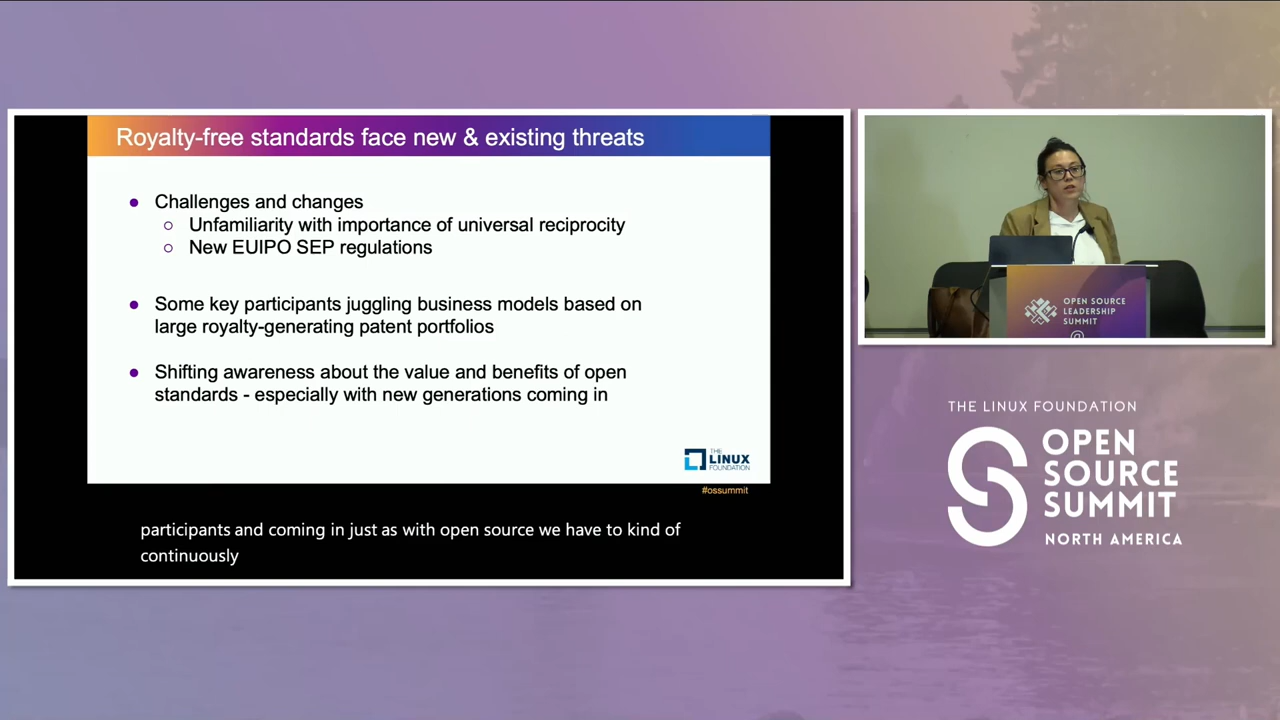 Royalty-free standards face new & existing threats
● Challenges and changes
○ Unfamiliarity with importance of universal reciprocity
○ New EUIPO SEP regulations
● Some key participants juggling business models based on
large royalty-generating patent portfolios
● Shifting awareness about the value and benefits of open
standards - especially with new generations coming in
THE
LINUX
FOUNDATION
#ossummit
participants and coming in just as with open source we have to kind of
continuously
OPEN SOURCE
LEADERSHIP
SUMMIT
@
THE LINUX FOUNDATION
OPEN
SOURCE
SUMMIT
NORTH AMERICA